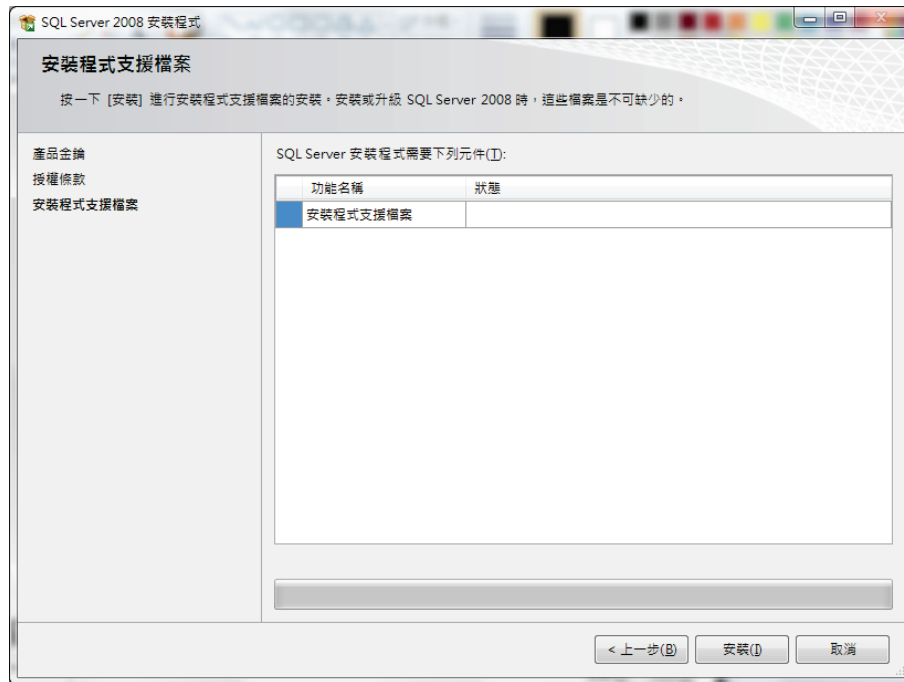 SQL Server 2008 安裝程式
安裝程式支援檔案
按一下 [安裝] 進行安裝程式支援檔案的安裝。安裝或升級 SQL Server 2008 時，這些檔案是不可缺少的。
產品金鑰
授權條款
安裝程式支援檔案
SQL Server 安裝程式需要下列元件(T):
功能名稱 狀態
安裝程式支援檔案
< 上一步(B) 安裝(I) 取消